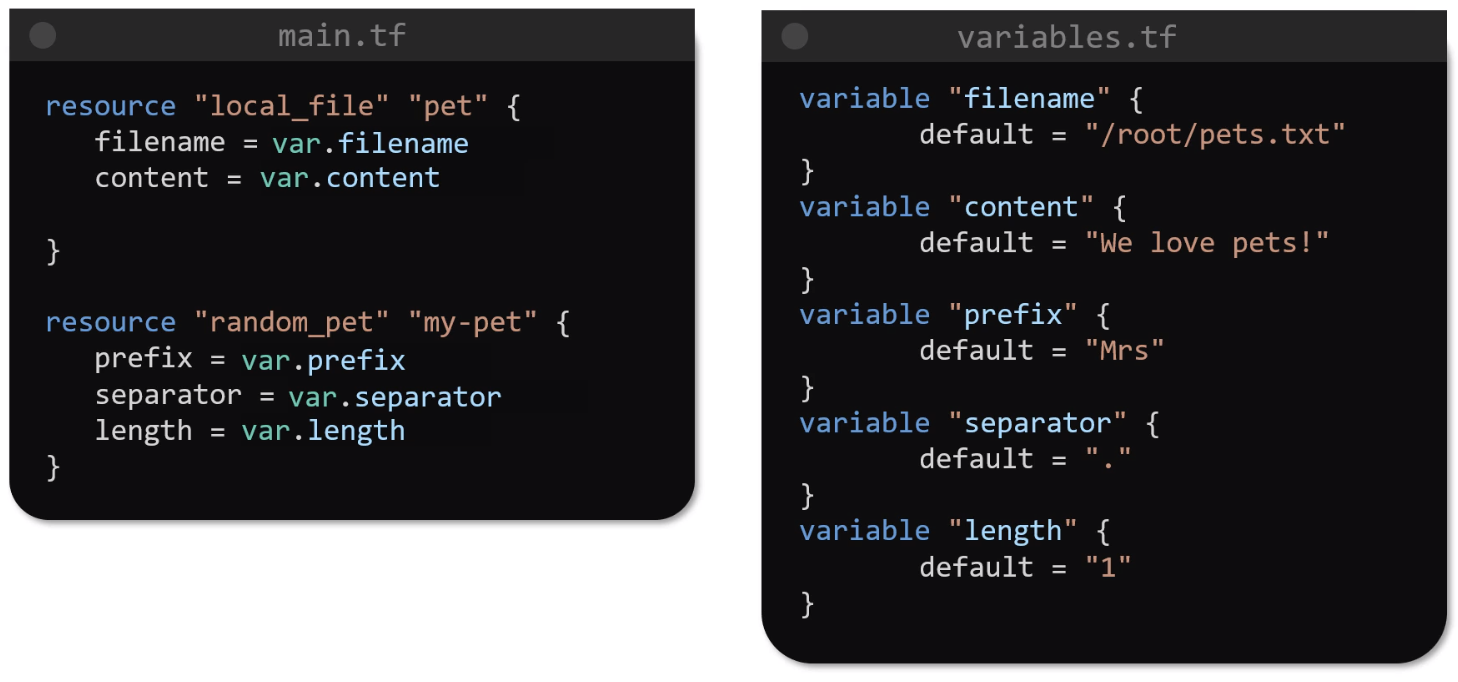 main.tf
resource "local_file" "pet" {
filename = var.filename
content = var.content
}
resource "random_pet" "my-pet" {
prefix = var.prefix
separator = var.separator
length = var.length
}
variables.tf
variable "filename" {
default = "/root/pets.txt"
}
variable "content" {
default = "We love pets!"
}
variable "prefix" {
default = "Mrs"
}
variable "separator" {
default = "."
}
variable "length" {
default = "1"
}